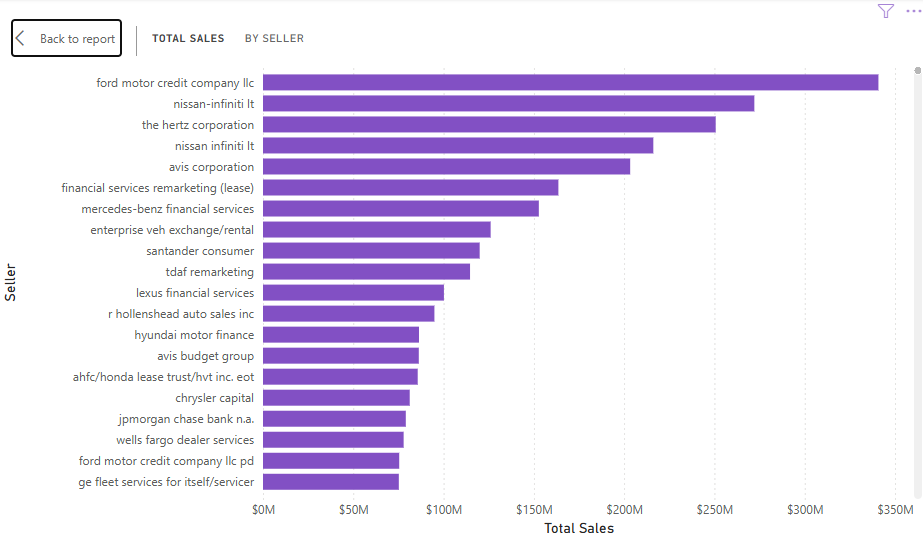 Back to report
TOTAL SALES
BY SELLER
ford motor credit company llc
nissan-infiniti lt
the hertz corporation
nissan infiniti lt
avis corporation
financial services remarketing (lease)
mercedes-benz financial services
enterprise veh exchange/rental
santander consumer
tdaf remarketing
lexus financial services
r hollenshead auto sales inc
hyundai motor finance
avis budget group
ahfc/honda lease trust/hvt inc. eot
chrysler capital
jpmorgan chase bank n.a.
wells fargo dealer services
ford motor credit company llc pd
ge fleet services for itself/servicer
Seller
$0M $50M $100M $150M $200M $250M $300M $350M
Total Sales